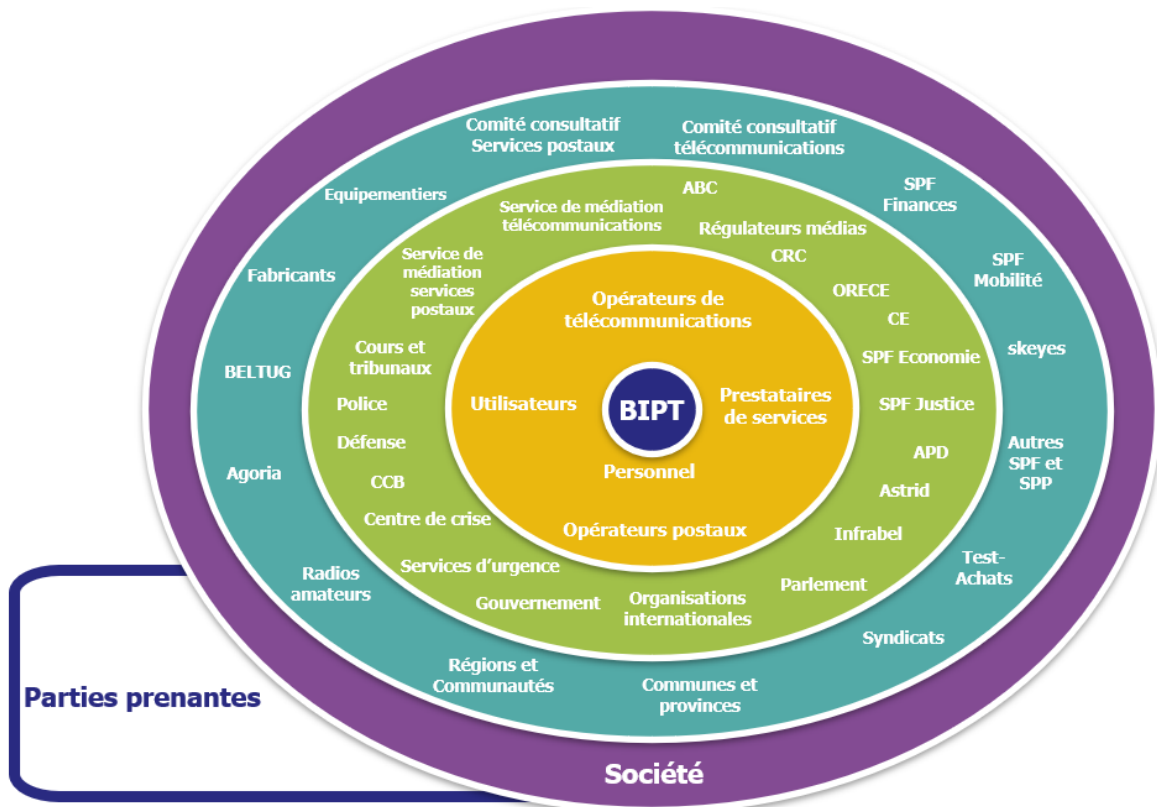 Comité consultatif
Services postaux
Comité consultatif
télécommunications
Equipementiers
SPF
Finances
Fabricants
SPF
Mobilité
BELTUG
skeyes
Agoria
Autres
SPF et
SPP
Radios
amateurs
Test-
Achats
Régions et
Communautés
Communes et
provinces
Syndicats
ABC
Service de médiation
télécommunications
Régulateurs médias
Service de
médiation
services
postaux
CRC
ORECE
CE
Cours et
tribunaux
SPF Economie
Police
SPF Justice
Défense
APD
CCB
Astrid
Centre de crise
Infrabel
Services d’urgence
Parlement
Gouvernement
Organisations
internationales
Opérateurs de
télécommunications
Utilisateurs
BIPT
Prestataires
de services
Personnel
Opérateurs postaux
Parties prenantes
Société